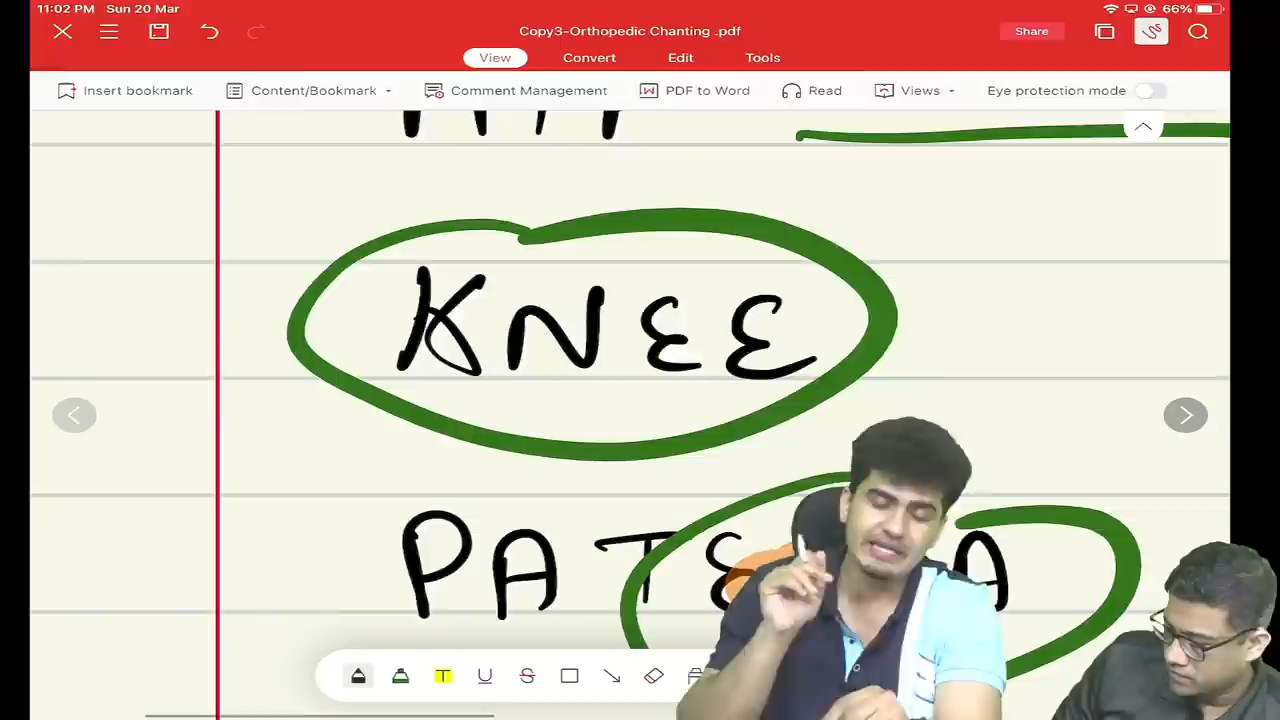 11:02 PM Sun 20 Mar 66%
Copy3-Orthopedic Chanting .pdf
Share
View Convert Edit Tools
Insert bookmark Content/Bookmark Comment Management PDF to Word Read Views Eye protection mode
KNEE
T